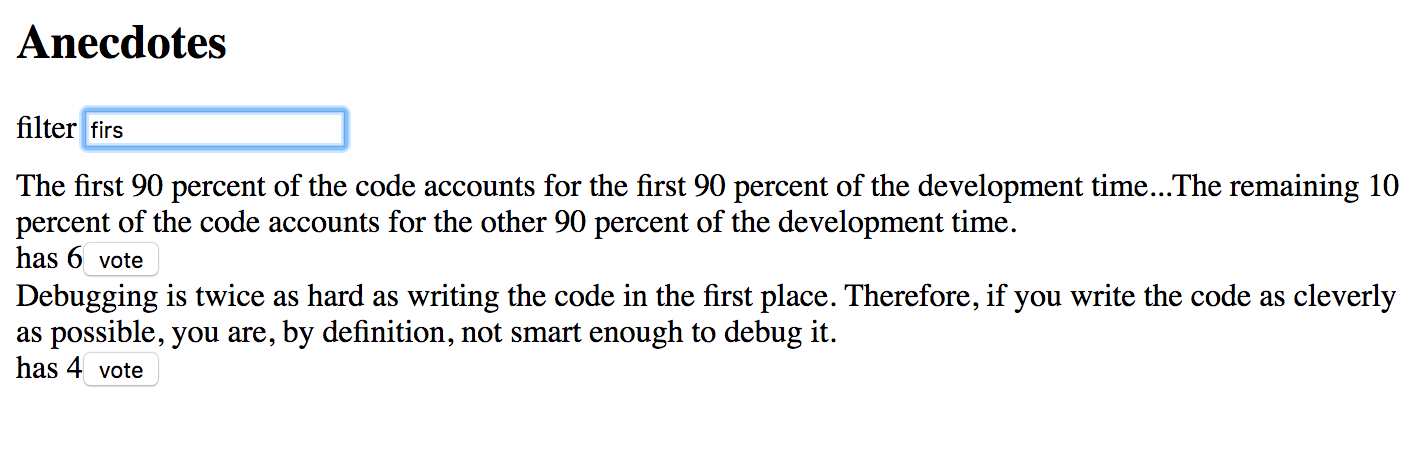 Anecdotes
filter firs
The first 90 percent of the code accounts for the first 90 percent of the development time...The remaining 10
percent of the code accounts for the other 90 percent of the development time.
has 6 vote
Debugging is twice as hard as writing the code in the first place. Therefore, if you write the code as cleverly
as possible, you are, by definition, not smart enough to debug it.
has 4 vote